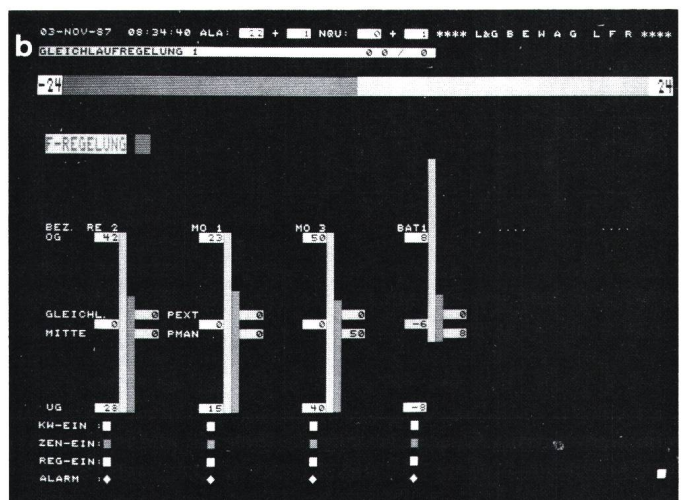 b
03-NOV-87 08:34:40 ALA: 22 + 1 NQU: 0 + 1 **** L&G B E W A G L F R ****
GLEICHLAUFREGELUNG 1 0 0 / 0
-24 24
F-REGELUNG
BEZ. RE 2 MO 1 MO 3 BAT1 .... ....
OG 42 23 50 8
GLEICHL. 0 PEXT 0 0 0
0 0 0 -6
MITTE 0 PMAN 0 50 8
UG 28 15 40 -8
KW-EIN :
ZEN-EIN:
REG-EIN:
ALARM :